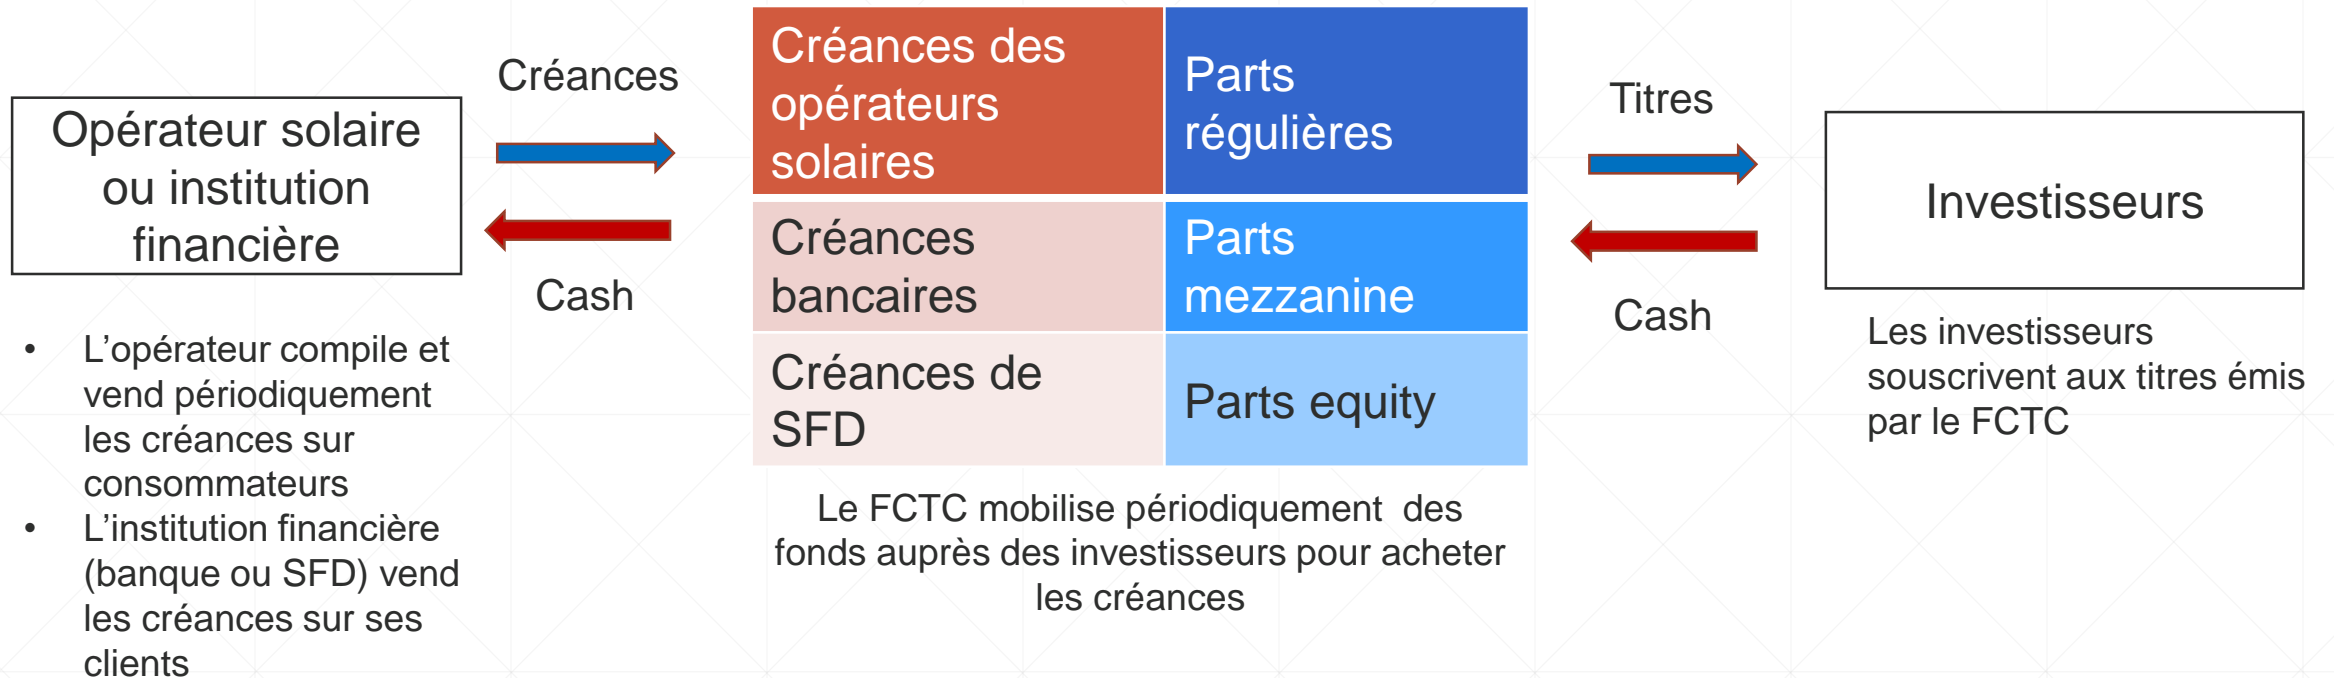 Opérateur solaire
ou institution
financière
• L’opérateur compile et
vend périodiquement
les créances sur
consommateurs
• L’institution financière
(banque ou SFD) vend
les créances sur ses
clients
Créances
Cash
Créances des
opérateurs
solaires
Parts
régulières
Créances
bancaires
Parts
mezzanine
Créances de
SFD
Parts equity
Le FCTC mobilise périodiquement  des
fonds auprès des investisseurs pour acheter
les créances
Titres
Cash
Investisseurs
Les investisseurs
souscrivent aux titres émis
par le FCTC